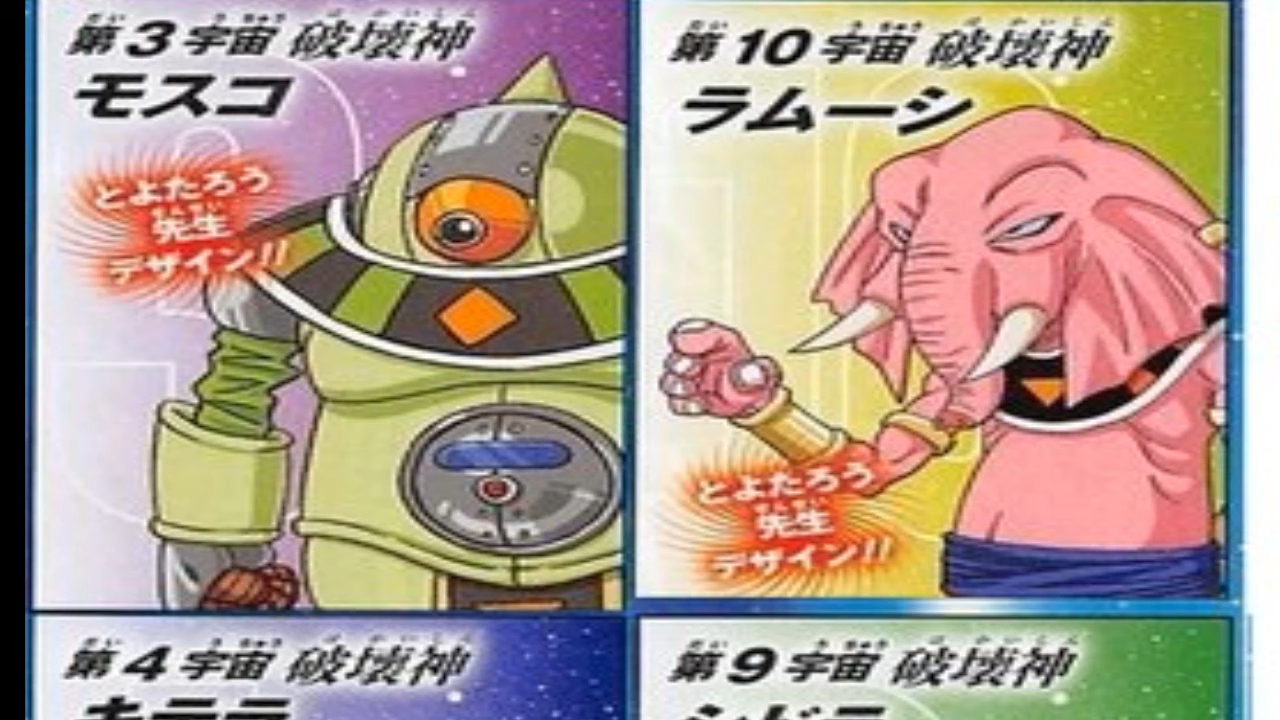 第3宇宙 破壊神
モスコ
とよたろう
先生
デザイン!!
第10宇宙 破壊神
ラムーシ
とよたろう
先生
デザイン!!
第4宇宙 破壊神
第9宇宙 破壊神